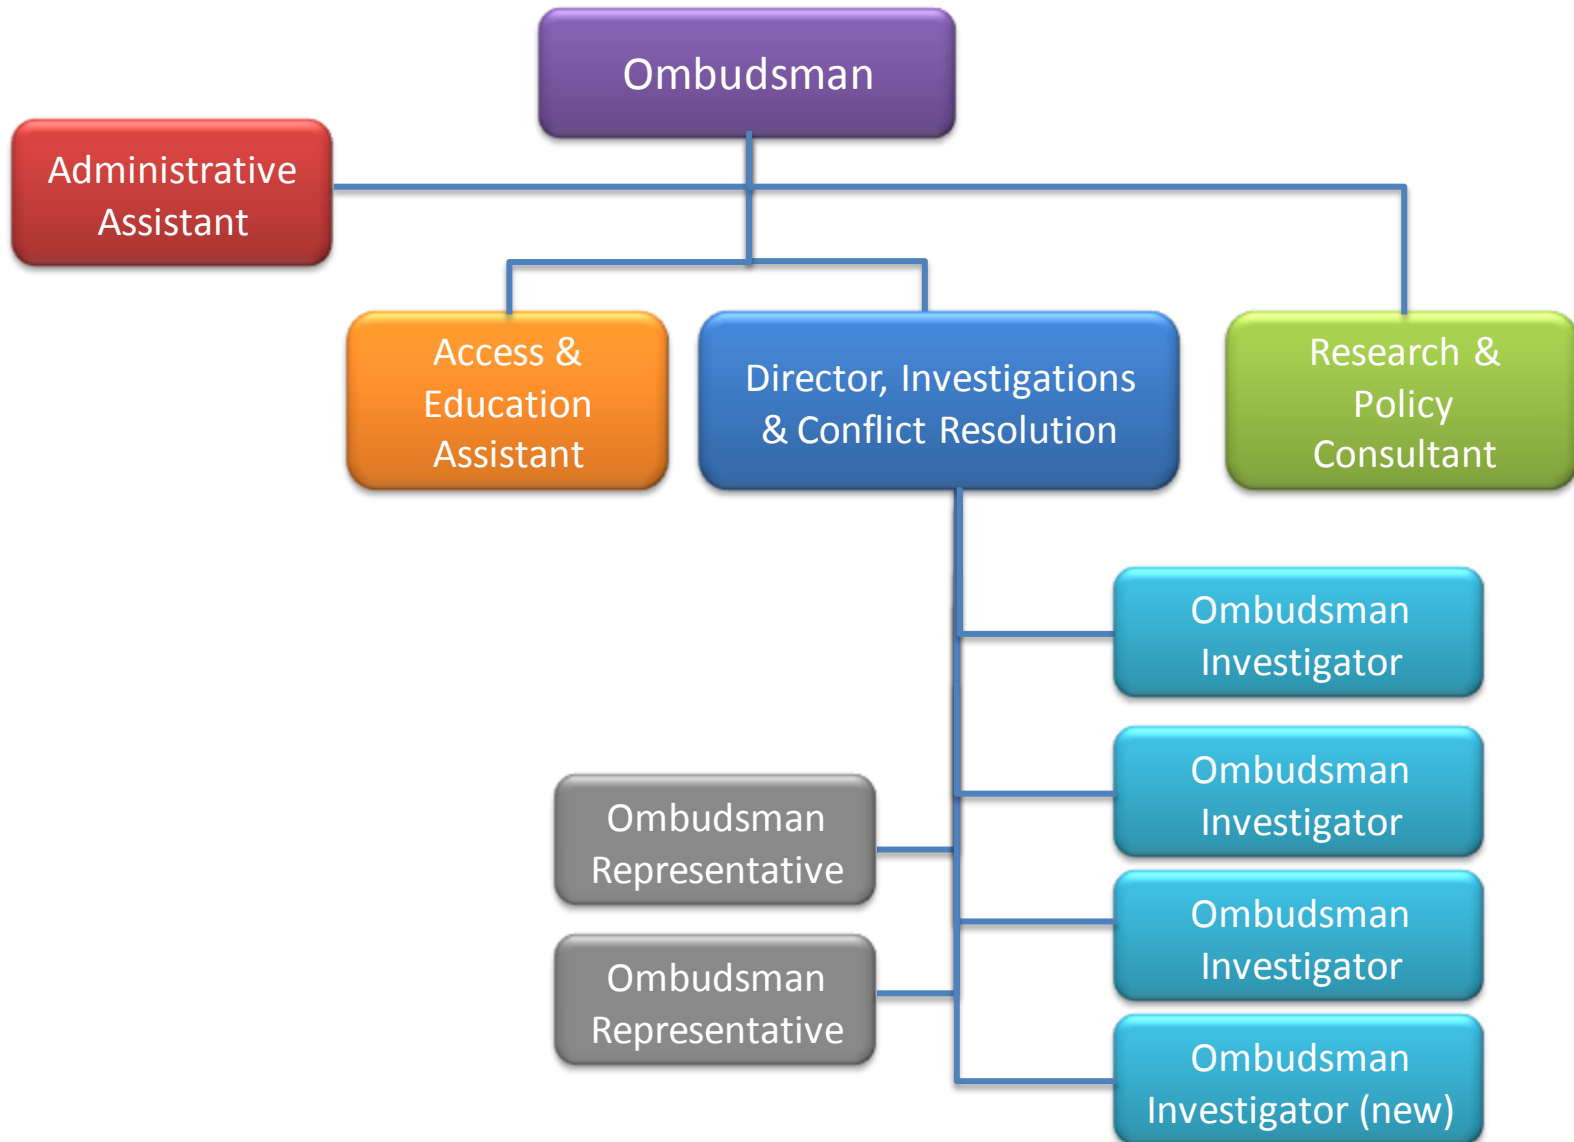 Ombudsman
Administrative
Assistant
Access &
Education
Assistant
Director, Investigations
& Conflict Resolution
Research &
Policy
Consultant
Ombudsman
Investigator
Ombudsman
Investigator
Ombudsman
Representative
Ombudsman
Investigator
Ombudsman
Representative
Ombudsman
Investigator (new)